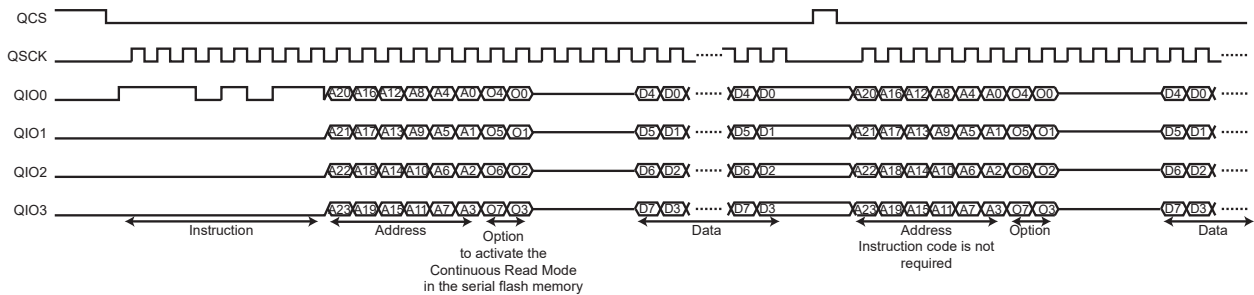 QCS
QSCK
QIO0 A20 A16 A12 A8 A4 A0 O4 O0 D4 D0 D4 D0 A20 A16 A12 A8 A4 A0 O4 O0 D4 D0
QIO1 A21 A17 A13 A9 A5 A1 O5 O1 D5 D1 D5 D1 A21 A17 A13 A9 A5 A1 O5 O1 D5 D1
QIO2 A22 A18 A14 A10 A6 A2 O6 O2 D6 D2 D6 D2 A22 A18 A14 A10 A6 A2 O6 O2 D6 D2
QIO3 A23 A19 A15 A11 A7 A3 O7 O3 D7 D3 D7 D3 A23 A19 A15 A11 A7 A3 O7 O3 D7 D3
Instruction
Address
Option
to activate the
Continuous Read Mode
in the serial flash memory
Data
Address
Instruction code is not
required
Option
Data